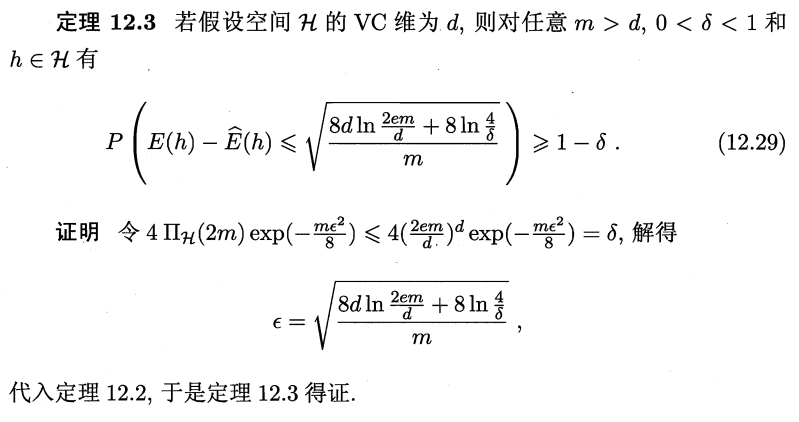 定理 12.3 若假设空间 $\mathcal{H}$ 的 VC 维为 $d$, 则对任意 $m > d$, $0 < \delta < 1$ 和
$h \in \mathcal{H}$ 有
$$P\left( E(h) - \widehat{E}(h) \leqslant \sqrt{\frac{8d\ln\frac{2em}{d} + 8\ln\frac{4}{\delta}}{m}} \right) \geqslant 1 - \delta . \quad (12.29)$$
证明 令 $4\,\Pi_{\mathcal{H}}(2m)\exp(-\frac{m\epsilon^2}{8}) \leqslant 4(\frac{2em}{d})^d \exp(-\frac{m\epsilon^2}{8}) = \delta$, 解得
$$\epsilon = \sqrt{\frac{8d\ln\frac{2em}{d} + 8\ln\frac{4}{\delta}}{m}} ,$$
代入定理 12.2, 于是定理 12.3 得证.